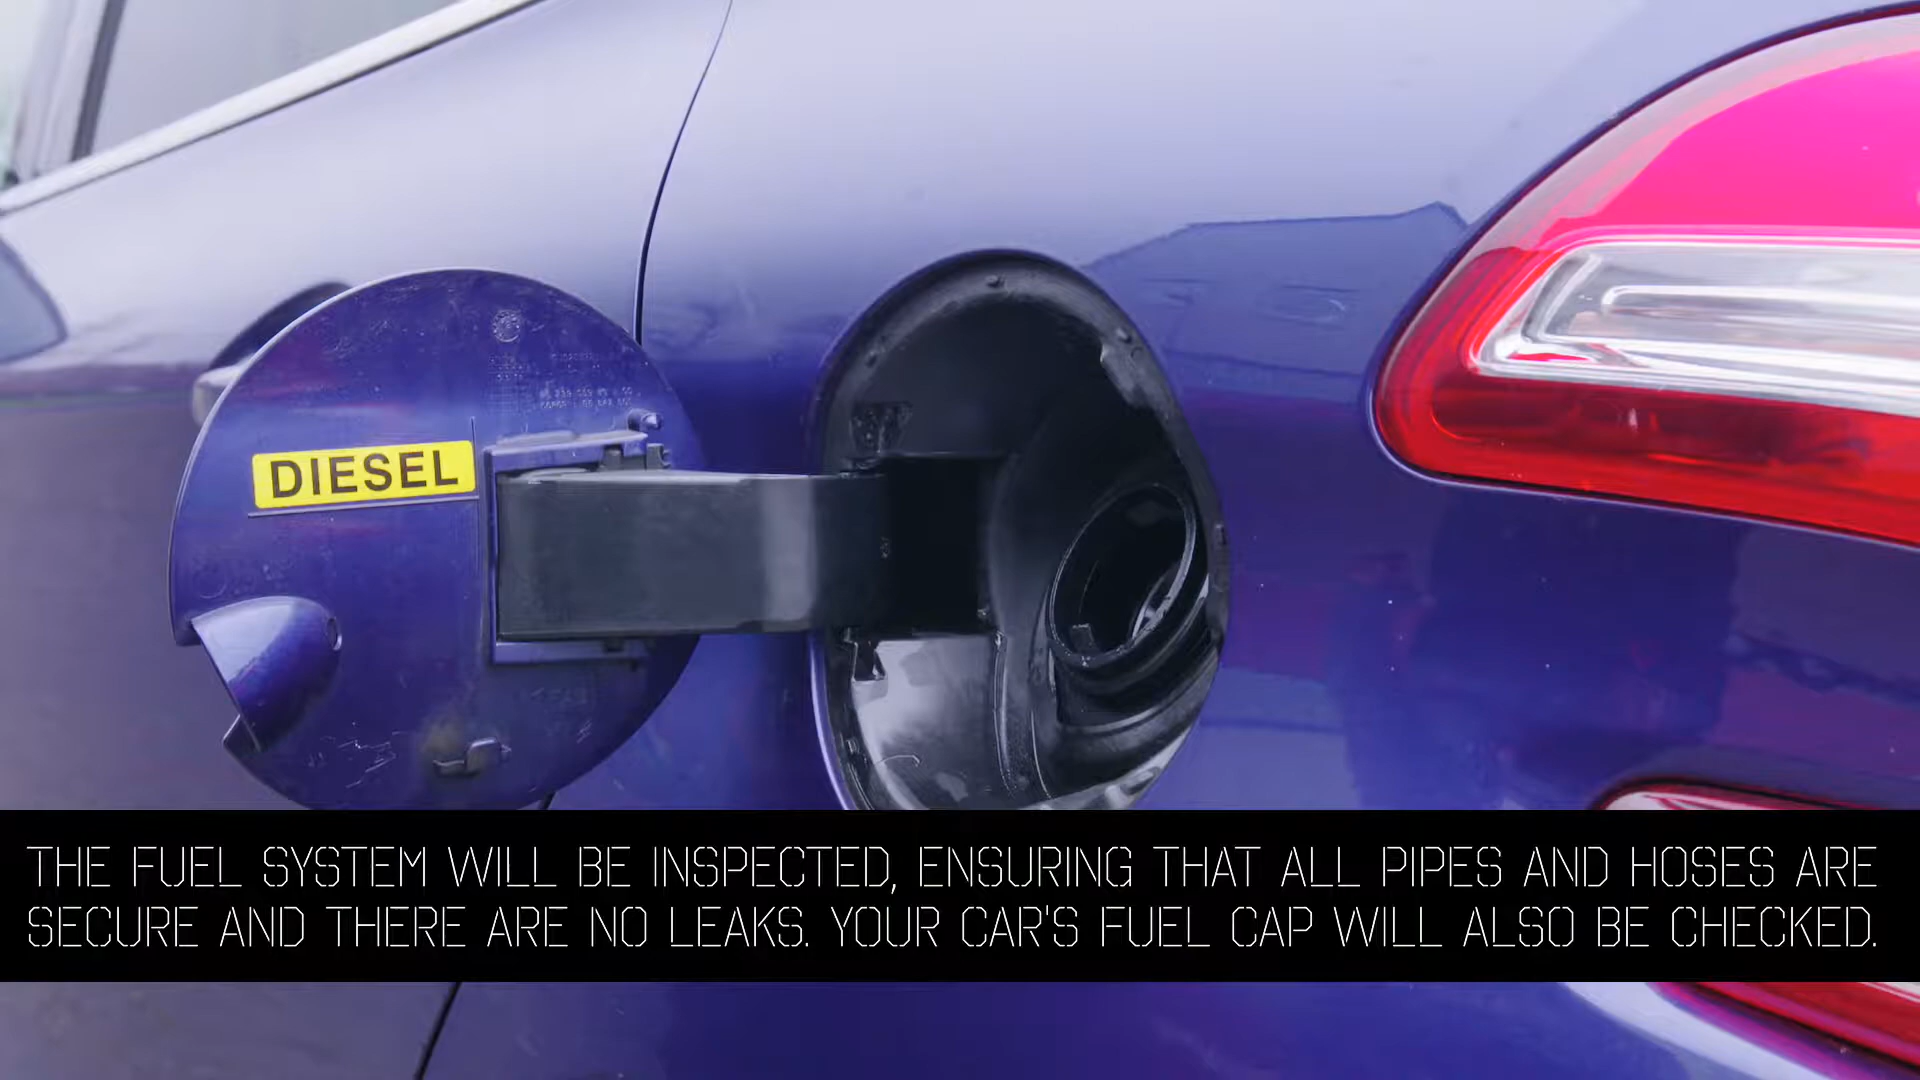 DIESEL
THE FUEL SYSTEM WILL BE INSPECTED, ENSURING THAT ALL PIPES AND HOSES ARE
SECURE AND THERE ARE NO LEAKS. YOUR CAR'S FUEL CAP WILL ALSO BE CHECKED.